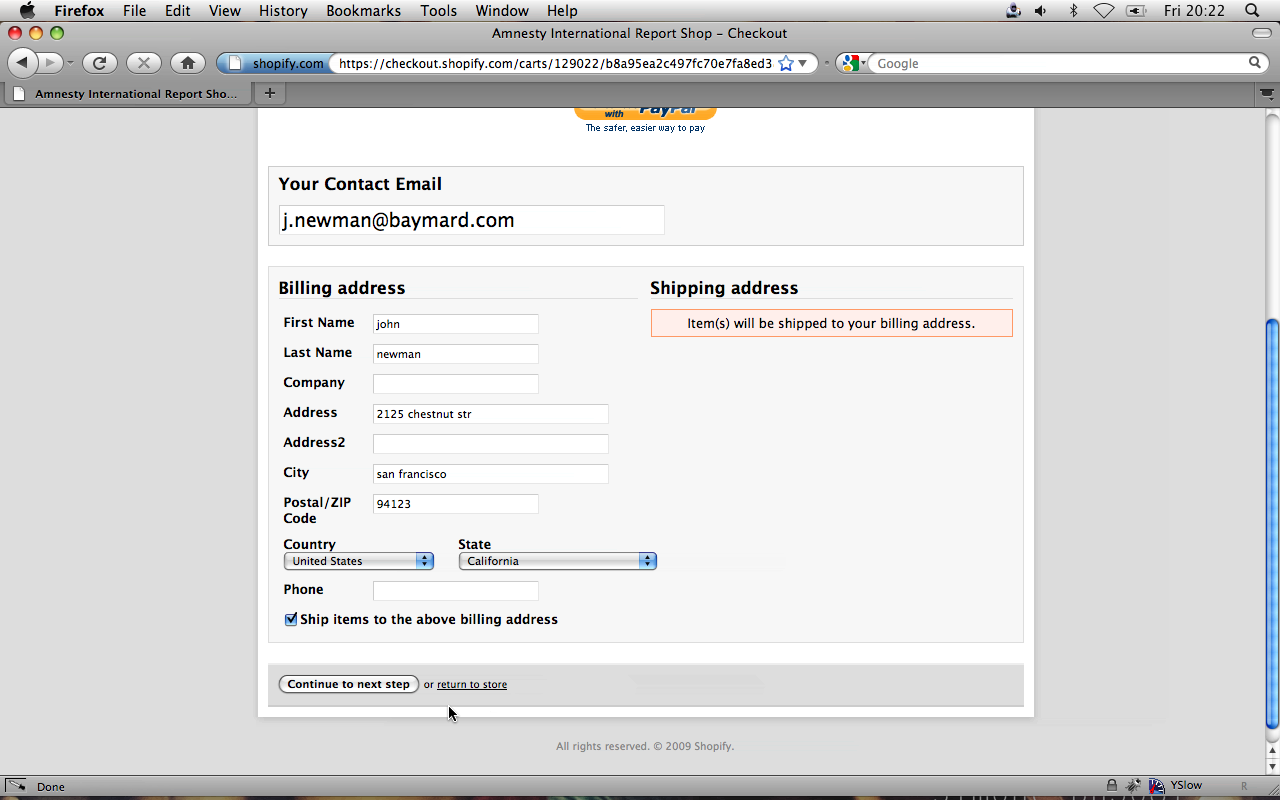 Firefox File Edit View History Bookmarks Tools Window Help Fri 20:22
Amnesty International Report Shop – Checkout
shopify.com https://checkout.shopify.com/carts/129022/b8a95ea2c497fc70e7fa8ed3 Google
Amnesty International Report Sho...
with PayPal
The safer, easier way to pay
Your Contact Email
j.newman@baymard.com
Billing address Shipping address
First Name john Item(s) will be shipped to your billing address.
Last Name newman
Company
Address 2125 chestnut str
Address2
City san francisco
Postal/ZIP Code 94123
Country State
United States California
Phone
Ship items to the above billing address
Continue to next step or return to store
All rights reserved. © 2009 Shopify.
Done YSlow R